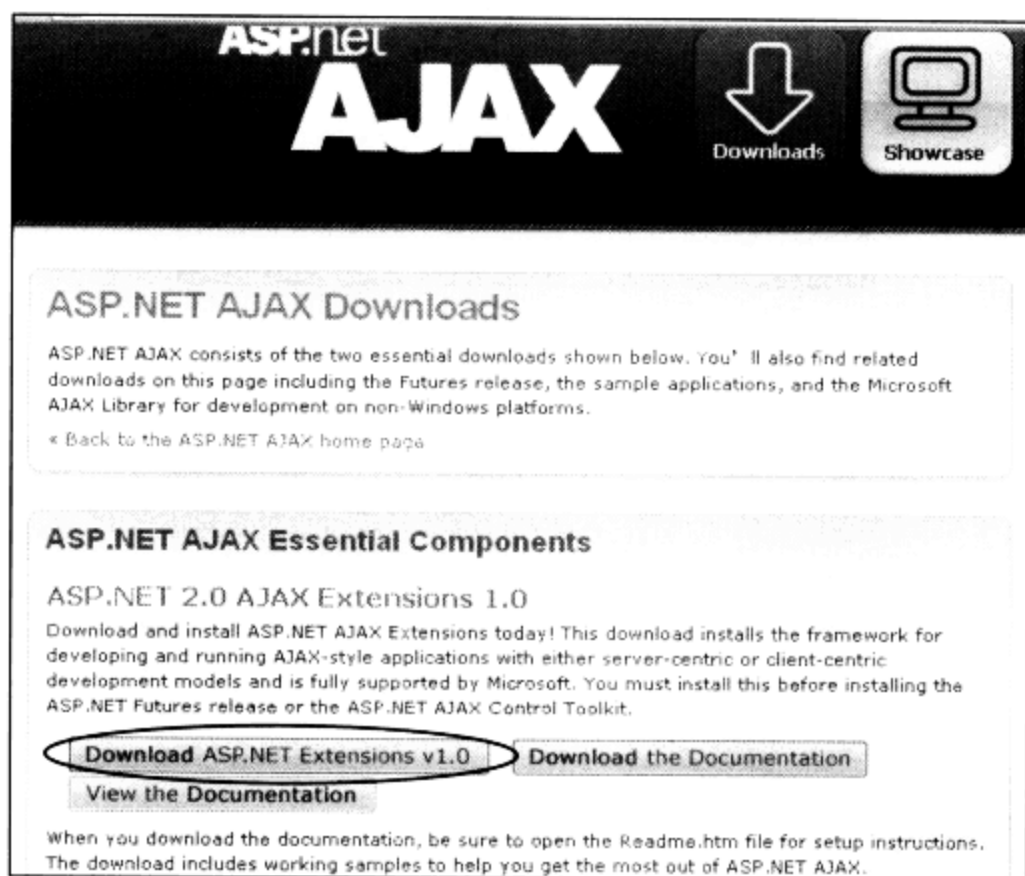 ASP.net
AJAX
Downloads
Showcase
ASP.NET AJAX Downloads
ASP.NET AJAX consists of the two essential downloads shown below. You' ll also find related
downloads on this page including the Futures release, the sample applications, and the Microsoft
AJAX Library for development on non-Windows platforms.
« Back to the ASP.NET AJAX home page
ASP.NET AJAX Essential Components
ASP.NET 2.0 AJAX Extensions 1.0
Download and install ASP.NET AJAX Extensions today! This download installs the framework for
developing and running AJAX-style applications with either server-centric or client-centric
development models and is fully supported by Microsoft. You must install this before installing the
ASP.NET Futures release or the ASP.NET AJAX Control Toolkit.
Download ASP.NET Extensions v1.0
Download the Documentation
View the Documentation
When you download the documentation, be sure to open the Readme.htm file for setup instructions.
The download includes working samples to help you get the most out of ASP.NET AJAX.